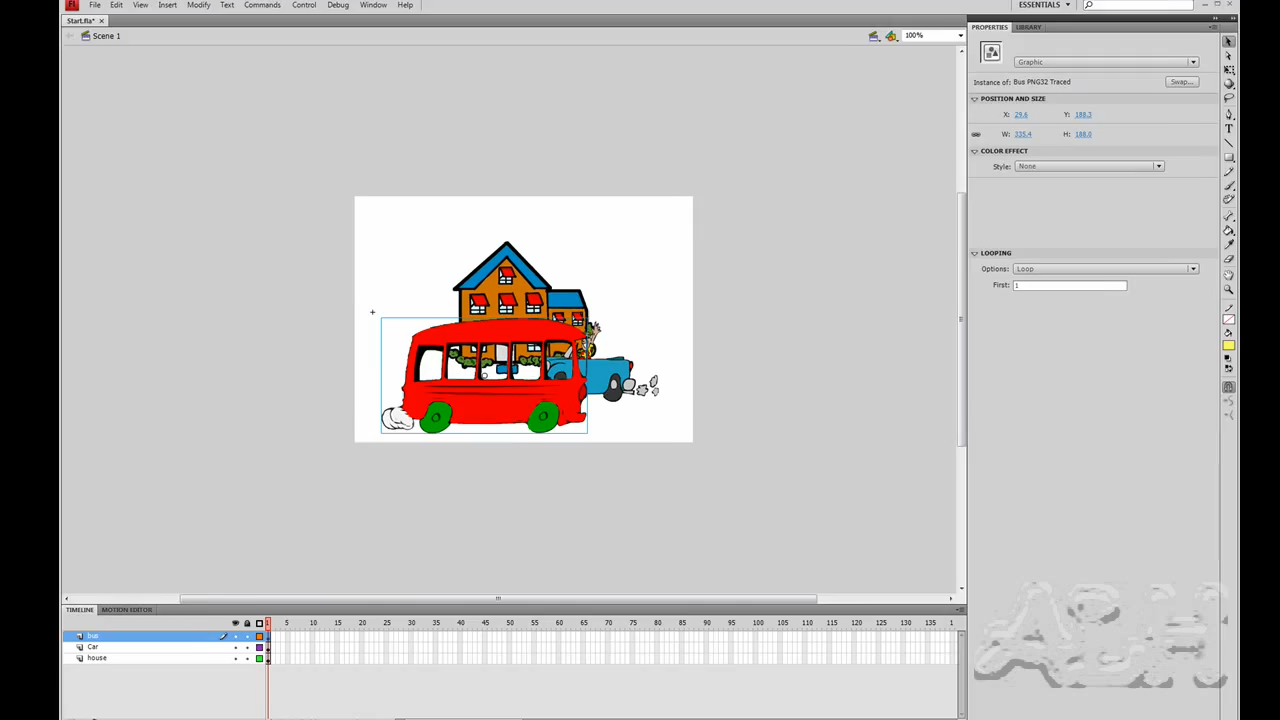 Fl File Edit View Insert Modify Text Commands Control Debug Window Help ESSENTIALS
Start.fla* ×
Scene 1 100%
PROPERTIES LIBRARY
Graphic
Instance of: Bus PNG32 Traced Swap...
POSITION AND SIZE
X: 29.6 Y: 188.3
W: 335.4 H: 188.0
COLOR EFFECT
Style: None
LOOPING
Options: Loop
First: 1
TIMELINE MOTION EDITOR
1 5 10 15 20 25 30 35 40 45 50 55 60 65 70 75 80 85 90 95 100 105 110 115 120 125 130 135 1
bus
Car
house